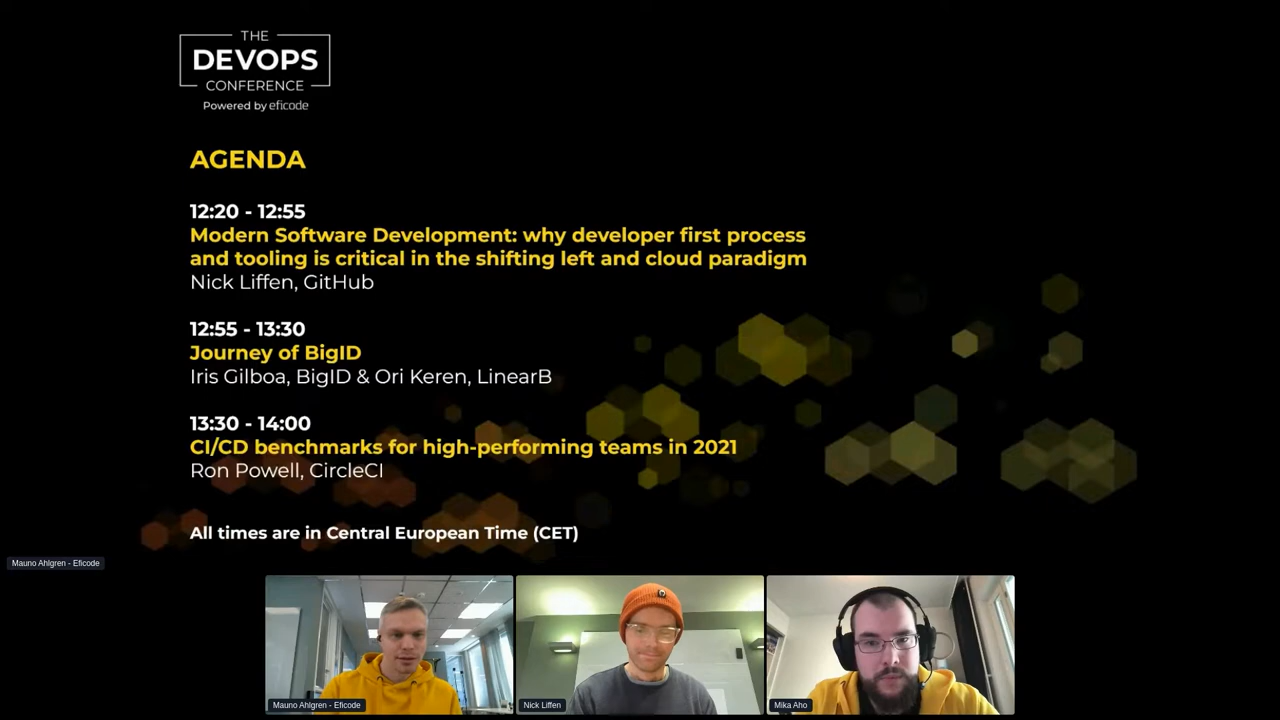 THE
DEVOPS
CONFERENCE
Powered by eficode
AGENDA
12:20 - 12:55
Modern Software Development: why developer first process
and tooling is critical in the shifting left and cloud paradigm
Nick Liffen, GitHub
12:55 - 13:30
Journey of BigID
Iris Gilboa, BigID & Ori Keren, LinearB
13:30 - 14:00
CI/CD benchmarks for high-performing teams in 2021
Ron Powell, CircleCI
All times are in Central European Time (CET)
Mauno Ahlgren - Eficode
Mauno Ahlgren - Eficode
Nick Liffen
Mika Aho